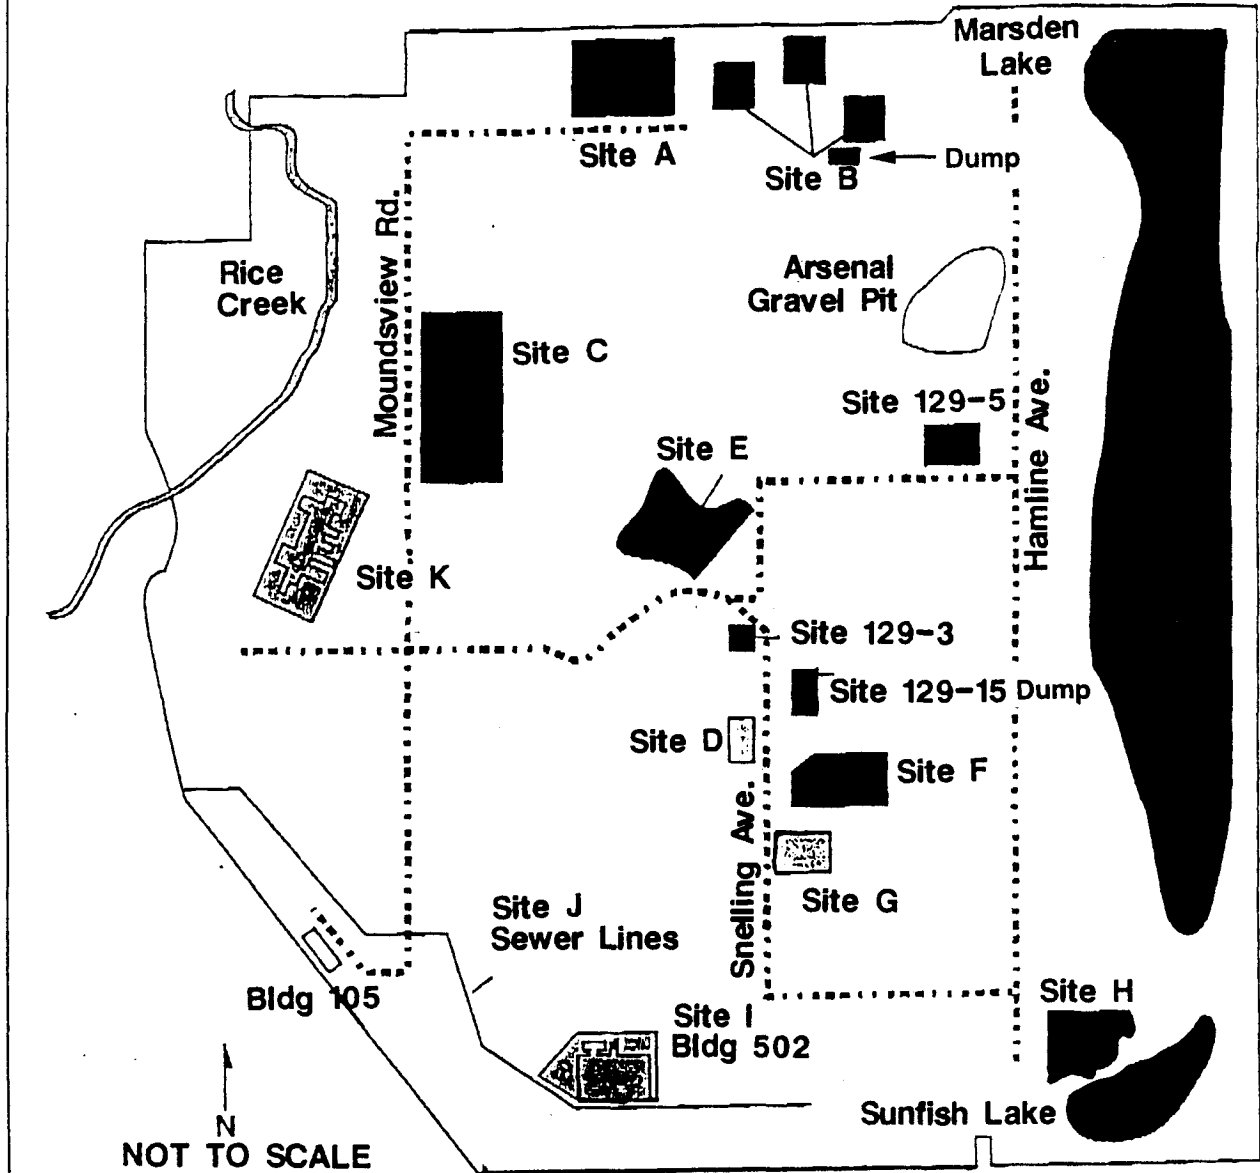 Marsden
Lake
Site A
Site B
Dump
Moundsview Rd.
Rice
Creek
Arsenal
Gravel Pit
Site C
Site 129-5
Hamline Ave.
Site E
Site K
Site 129-3
Site 129-15 Dump
Site D
Site F
Snelling Ave.
Site G
Site J
Sewer Lines
Bldg 105
Site H
Site I
Bldg 502
Sunfish Lake
N
NOT TO SCALE